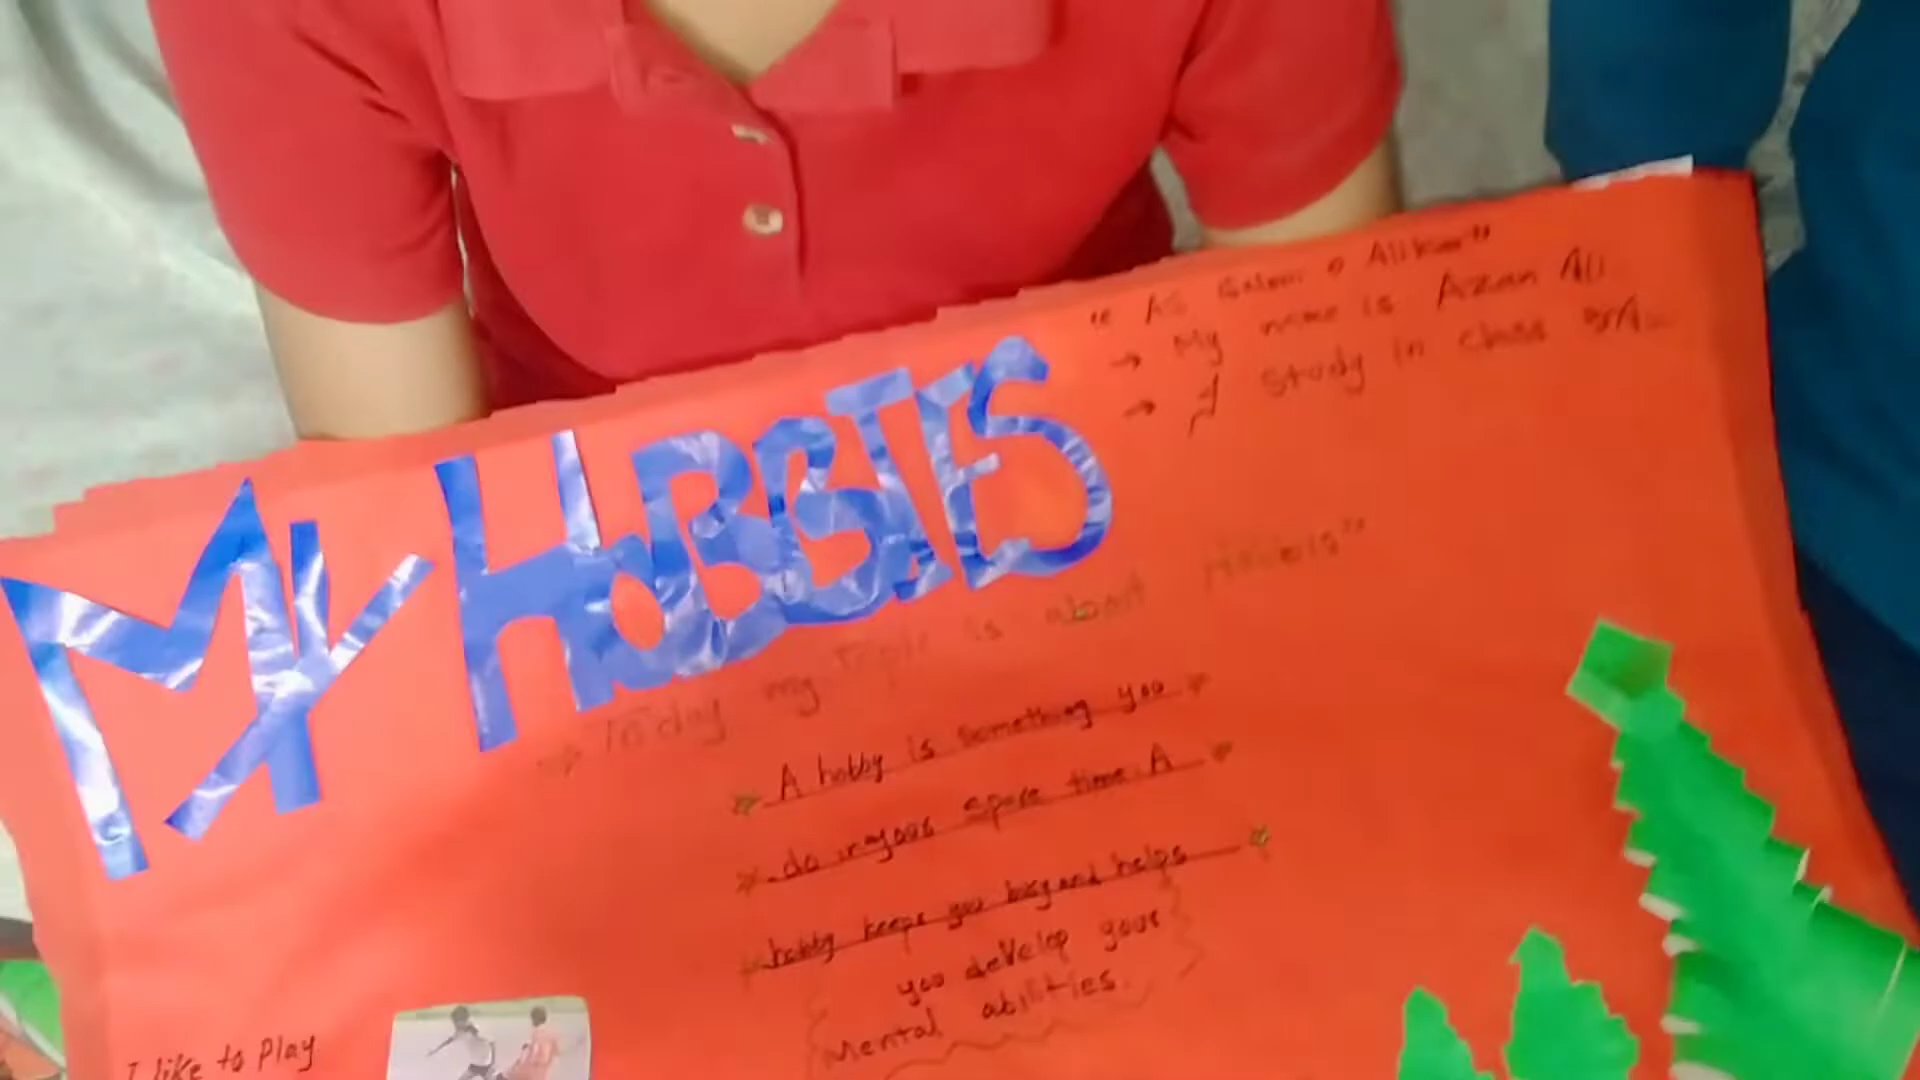 MY HOBBIES
" AS Salam o Alikum"
→ My name is Azan Ali
→ I study in class
→ Today my topic is about
A hobby is something you
do in your spare time. A
hobby keeps you busy and helps
you develop your
mental abilities.
I like to Play